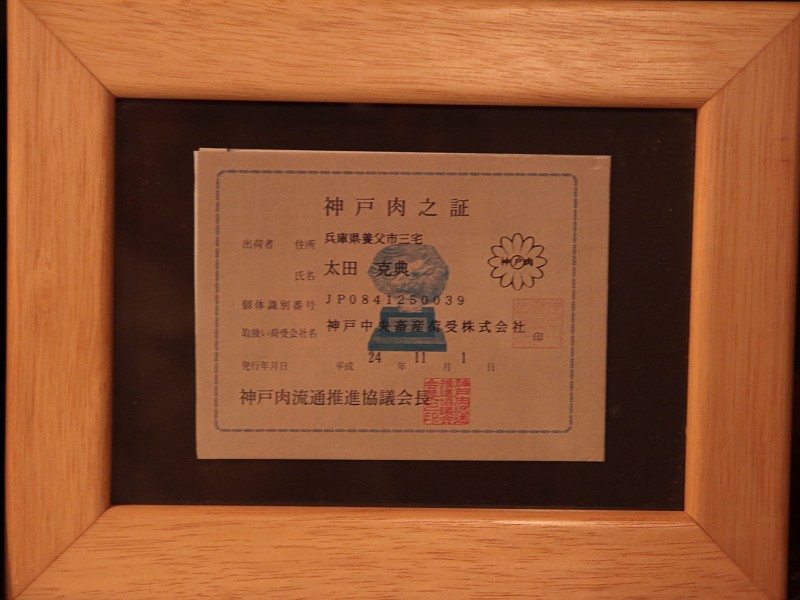 神戸肉之証
出荷者 住所 兵庫県養父市三宅
氏名 太田 克典
神戸肉
個体識別番号 JP0841250039
取扱い荷受会社名 神戸中央畜産荷受株式会社 印
発行年月日 平成 24 年 11 月 1 日
神戸肉流通推進協議会長